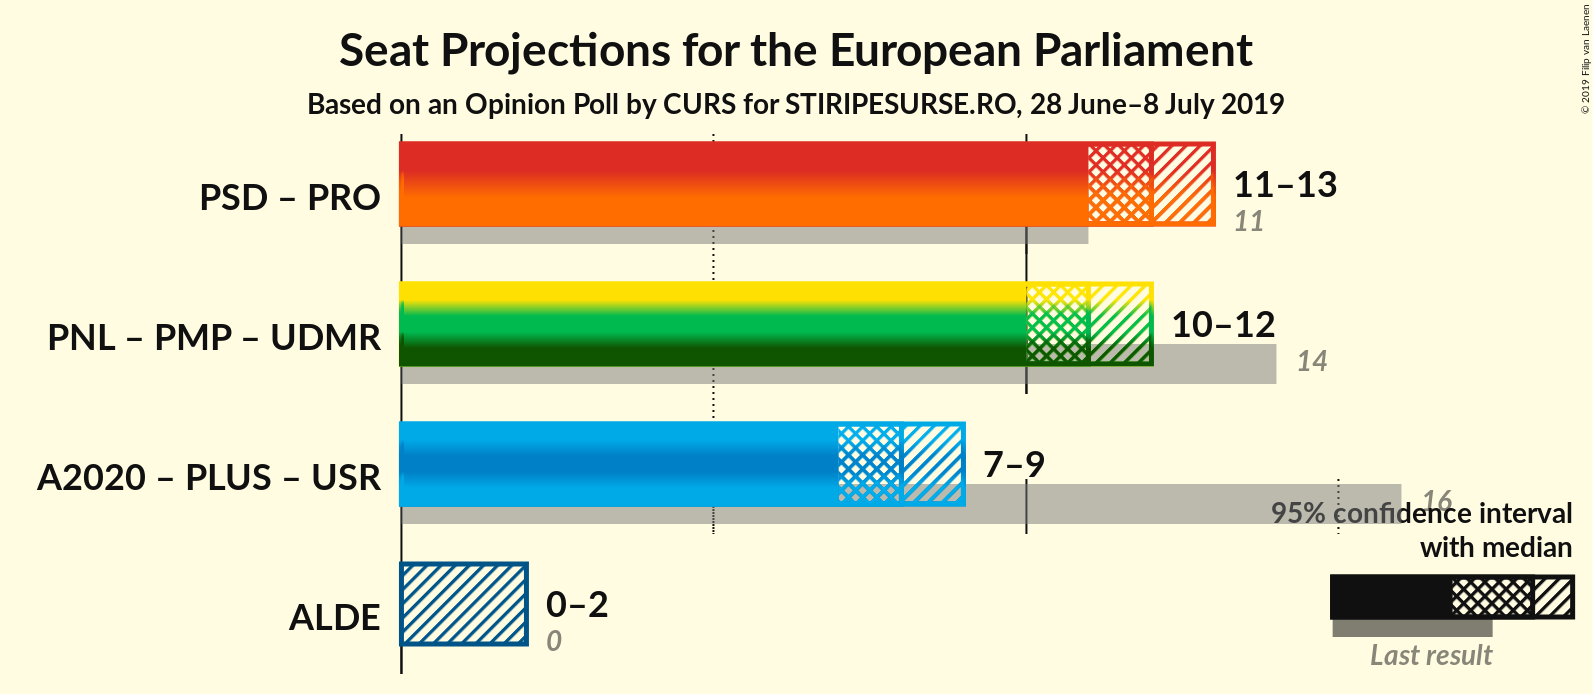 Seat Projections for the European Parliament
Based on an Opinion Poll by CURS for STIRIPESURSE.RO, 28 June–8 July 2019
© 2019 Filip van Laenen
PSD – PRO
11–13
11
PNL – PMP – UDMR
10–12
14
A2020 – PLUS – USR
7–9
16
95% confidence interval
with median
ALDE
0–2
0
Last result